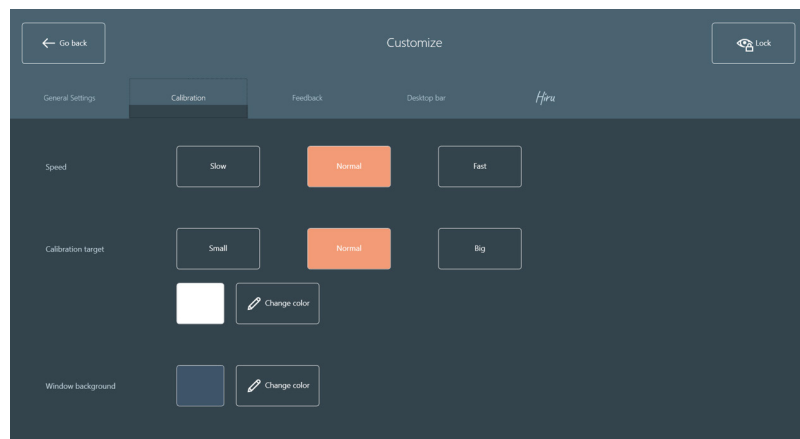 Go back
Customize
Lock
General Settings
Calibration
Feedback
Desktop bar
Hiru
Speed
Slow
Normal
Fast
Calibration target
Small
Normal
Big
Change color
Window background
Change color